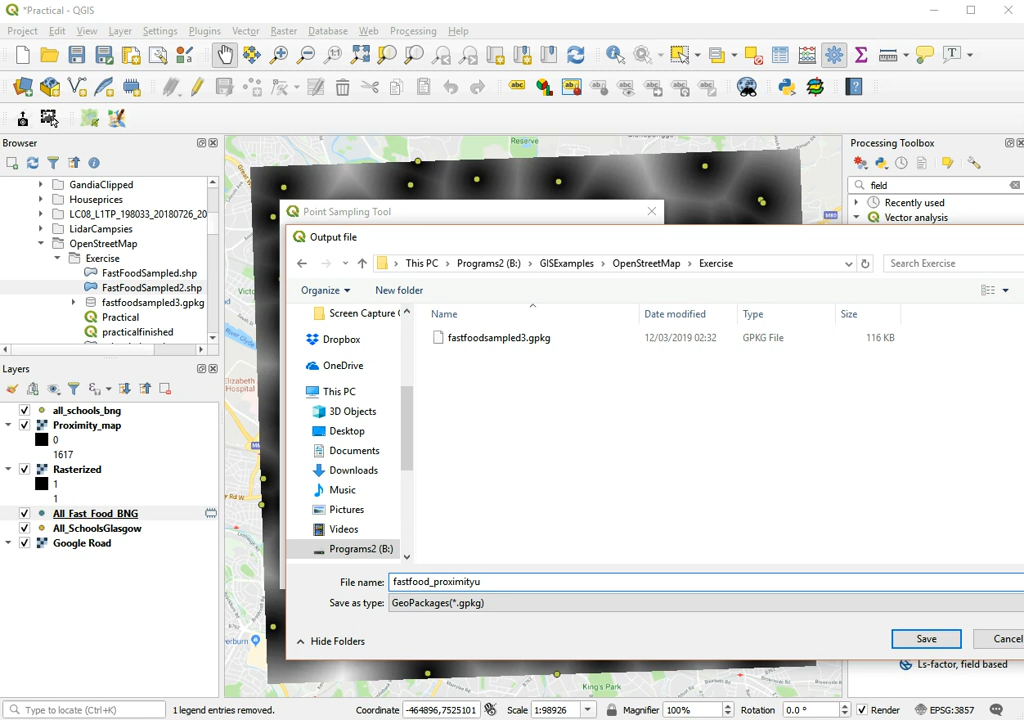 *Practical - QGIS
Project Edit View Layer Settings Plugins Vector Raster Database Web Processing Help
Browser
GandiaClipped
Houseprices
LC08_L1TP_198033_20180726_20
LidarCampsies
OpenStreetMap
Exercise
FastFoodSampled.shp
FastFoodSampled2.shp
fastfoodsampled3.gpkg
Practical
practicalfinished
Layers
all_schools_bng
Proximity_map
0
1617
Rasterized
1
1
All_Fast_Food_BNG
All_SchoolsGlasgow
Google Road
Reserve
M80
Elizabeth
Hospital
rd W
verburn
King's Park
Point Sampling Tool
Output file
This PC > Programs2 (B:) > GISExamples > OpenStreetMap > Exercise
Search Exercise
Organize New folder
Screen Capture (
Dropbox
OneDrive
This PC
3D Objects
Desktop
Documents
Downloads
Music
Pictures
Videos
Programs2 (B:)
Name Date modified Type Size
fastfoodsampled3.gpkg 12/03/2019 02:32 GPKG File 116 KB
File name: fastfood_proximityu
Save as type: GeoPackages(*.gpkg)
Hide Folders
Save Cancel
Processing Toolbox
field
Recently used
Vector analysis
Ls-factor, field based
Type to locate (Ctrl+K) 1 legend entries removed. Coordinate -464896,7525101 Scale 1:98926 Magnifier 100% Rotation 0.0 ° Render EPSG:3857